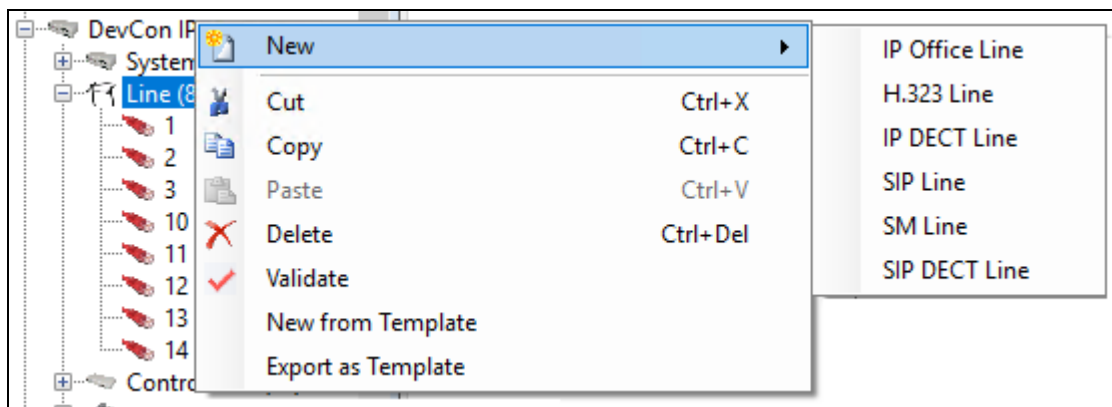 DevCon IP
System
Line (8
1
2
3
10
11
12
13
14
New
Cut Ctrl+X
Copy Ctrl+C
Paste Ctrl+V
Delete Ctrl+Del
Validate
New from Template
Export as Template
IP Office Line
H.323 Line
IP DECT Line
SIP Line
SM Line
SIP DECT Line